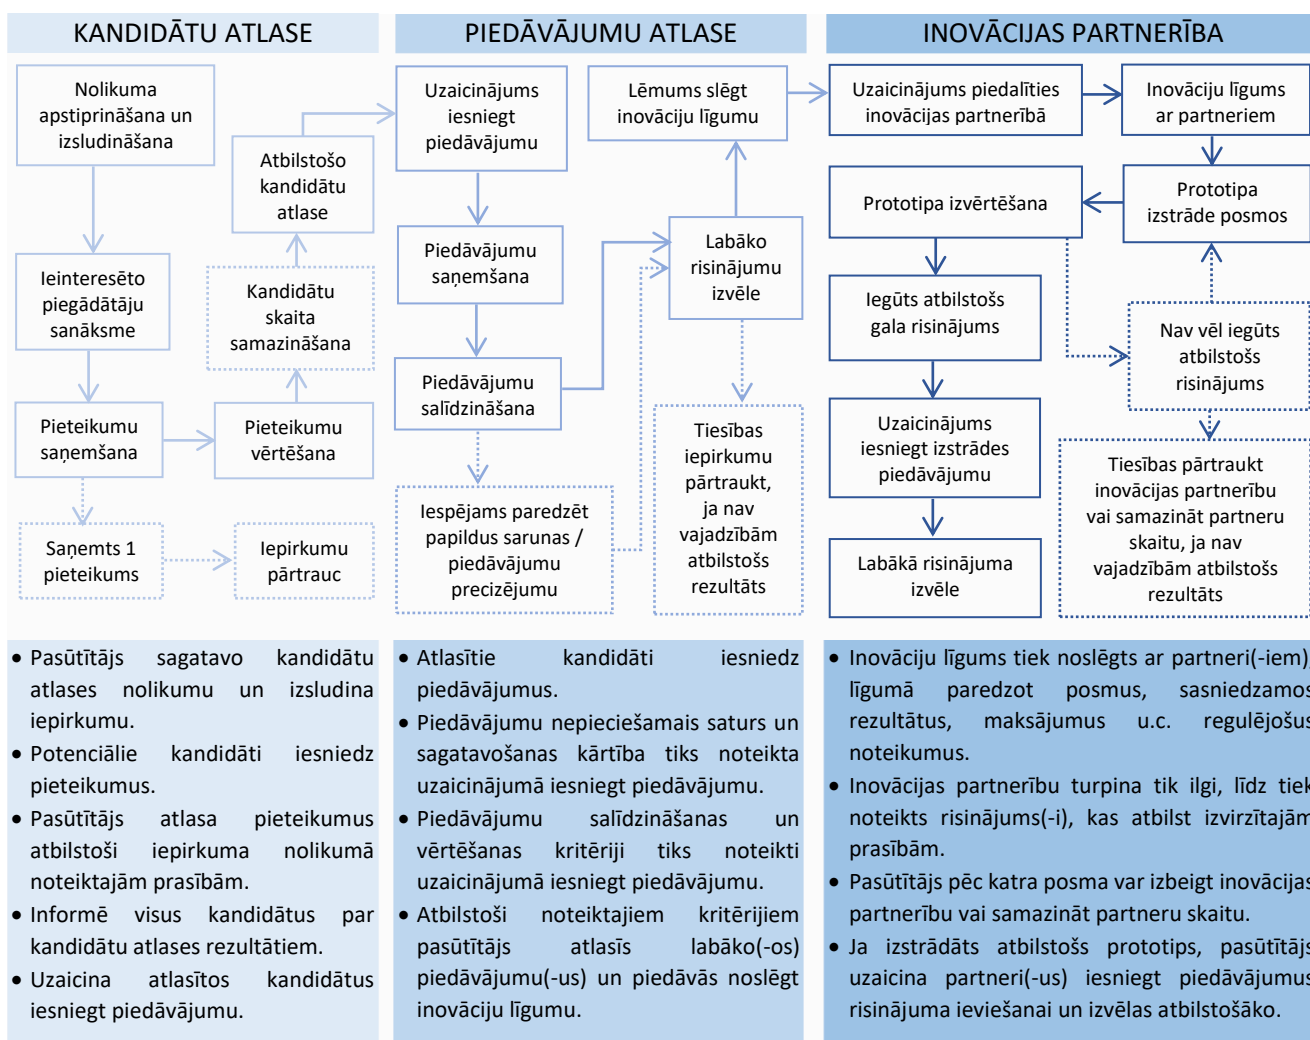 KANDIDĀTU ATLASE
Nolikuma
apstiprināšana un
izsludināšana
Atbilstošo
kandidātu
atlase
Ieinteresēto
piegādātāju
sanāksme
Kandidātu
skaita
samazināšana
Pieteikumu
saņemšana
Pieteikumu
vērtēšana
Saņemts 1
pieteikums
Iepirkumu
pārtrauc
PIEDĀVĀJUMU ATLASE
Uzaicinājums
iesniegt
piedāvājumu
Lēmums slēgt
inovāciju līgumu
Piedāvājumu
saņemšana
Labāko
risinājumu
izvēle
Piedāvājumu
salīdzināšana
Iespējams paredzēt
papildus sarunas /
piedāvājumu
precizējumu
Tiesības
iepirkumu
pārtraukt,
ja nav
vajadzībām
atbilstošs
rezultāts
INOVĀCIJAS PARTNERĪBA
Uzaicinājums piedalīties
inovācijas partnerībā
Inovāciju līgums
ar partneriem
Prototipa izvērtēšana
Prototipa
izstrāde posmos
Iegūts atbilstošs
gala risinājums
Nav vēl iegūts
atbilstošs
risinājums
Uzaicinājums
iesniegt izstrādes
piedāvājumu
Tiesības pārtraukt
inovācijas partnerību
vai samazināt partneru
skaitu, ja nav
vajadzībām atbilstošs
rezultāts
Labākā risinājuma
izvēle
• Pasūtītājs sagatavo kandidātu
atlases nolikumu un izsludina
iepirkumu.
• Potenciālie kandidāti iesniedz
pieteikumus.
• Pasūtītājs atlasa pieteikumus
atbilstoši iepirkuma nolikumā
noteiktajām prasībām.
• Informē visus kandidātus par
kandidātu atlases rezultātiem.
• Uzaicina atlasītos kandidātus
iesniegt piedāvājumu.
• Atlasītie kandidāti iesniedz
piedāvājumus.
• Piedāvājumu nepieciešamais saturs un
sagatavošanas kārtība tiks noteikta
uzaicinājumā iesniegt piedāvājumu.
• Piedāvājumu salīdzināšanas un
vērtēšanas kritēriji tiks noteikti
uzaicinājumā iesniegt piedāvājumu.
• Atbilstoši noteiktajiem kritērijiem
pasūtītājs atlasīs labāko(-os)
piedāvājumu(-us) un piedāvās noslēgt
inovāciju līgumu.
• Inovāciju līgums tiek noslēgts ar partneri(-iem),
līgumā paredzot posmus, sasniedzamos
rezultātus, maksājumus u.c. regulējošus
noteikumus.
• Inovācijas partnerību turpina tik ilgi, līdz tiek
noteikts risinājums(-i), kas atbilst izvirzītajām
prasībām.
• Pasūtītājs pēc katra posma var izbeigt inovācijas
partnerību vai samazināt partneru skaitu.
• Ja izstrādāts atbilstošs prototips, pasūtītājs
uzaicina partneri(-us) iesniegt piedāvājumus
risinājuma ieviešanai un izvēlas atbilstošāko.